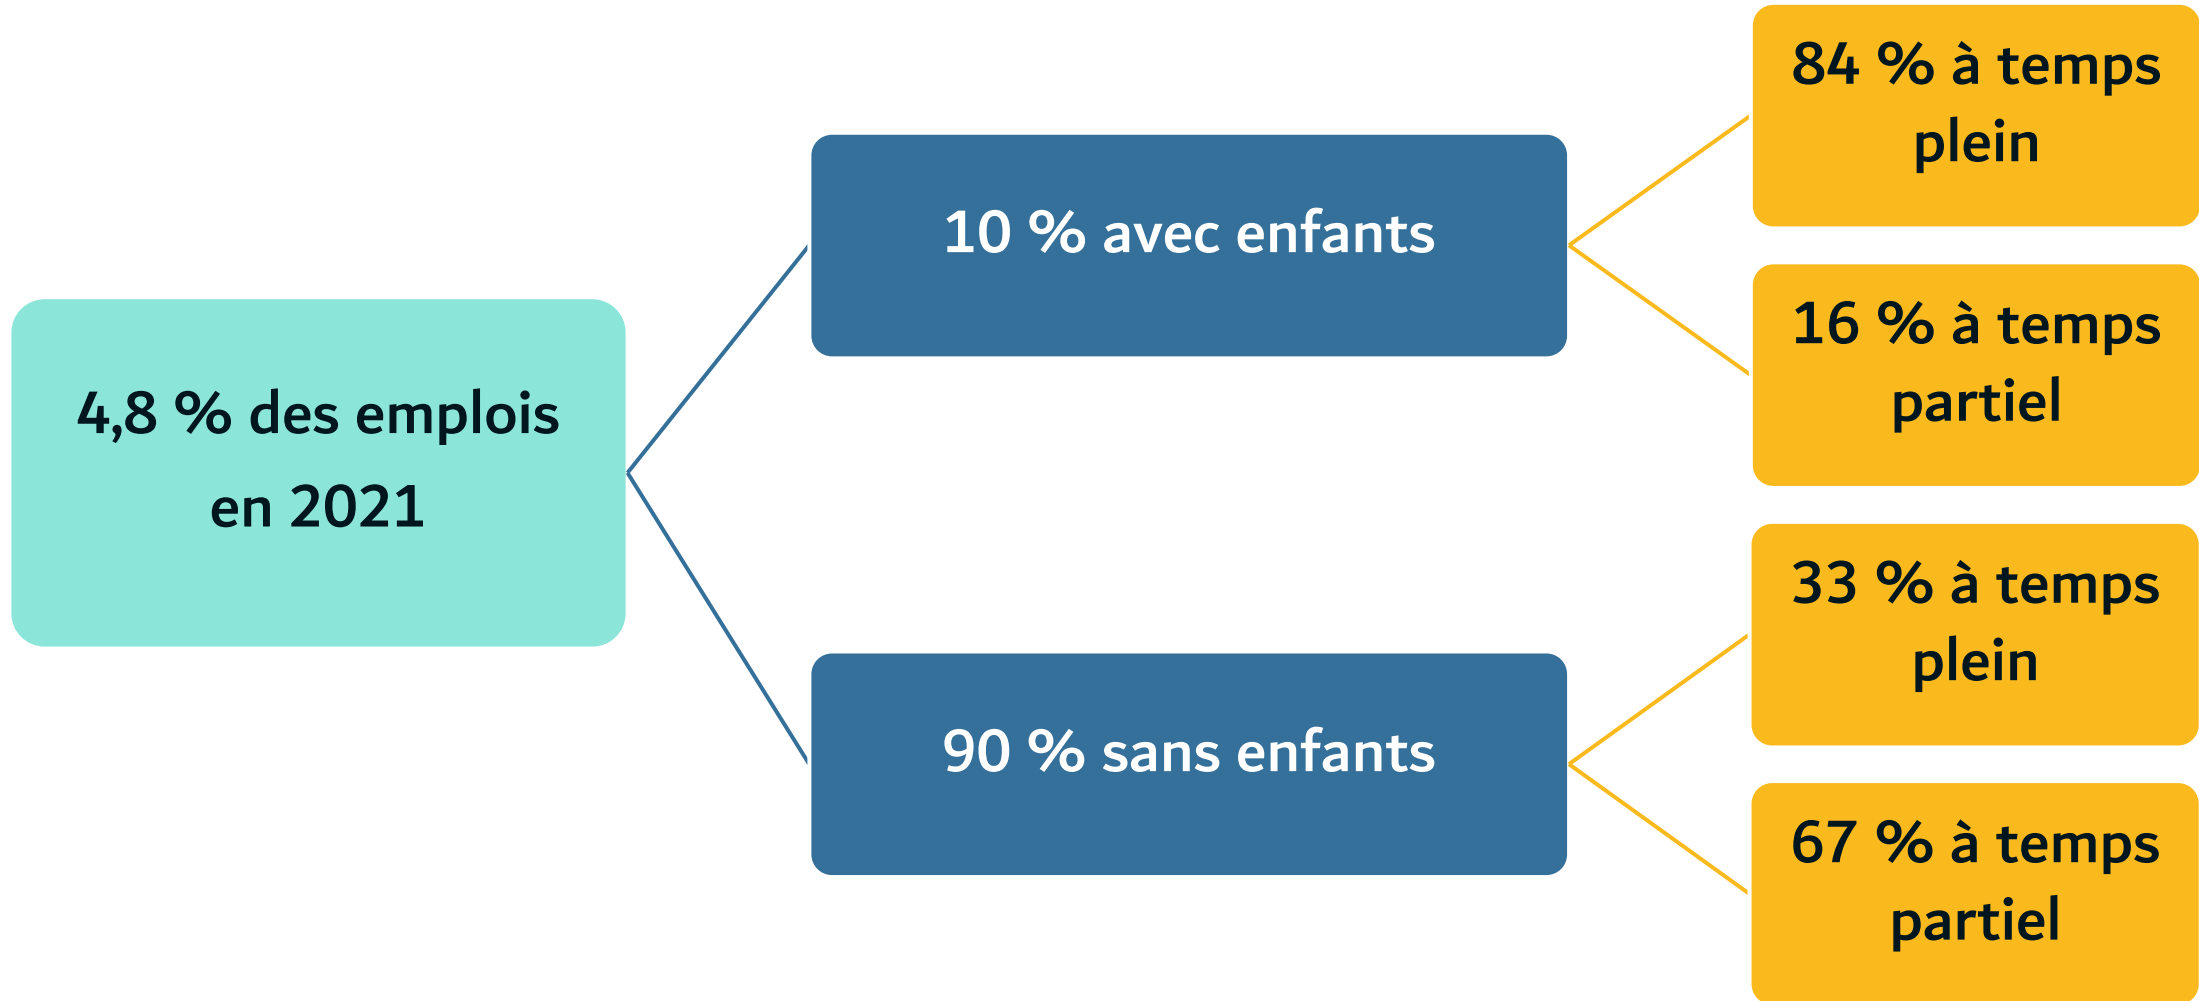 4,8 % des emplois
en 2021
10 % avec enfants
84 % à temps
plein
16 % à temps
partiel
90 % sans enfants
33 % à temps
plein
67 % à temps
partiel